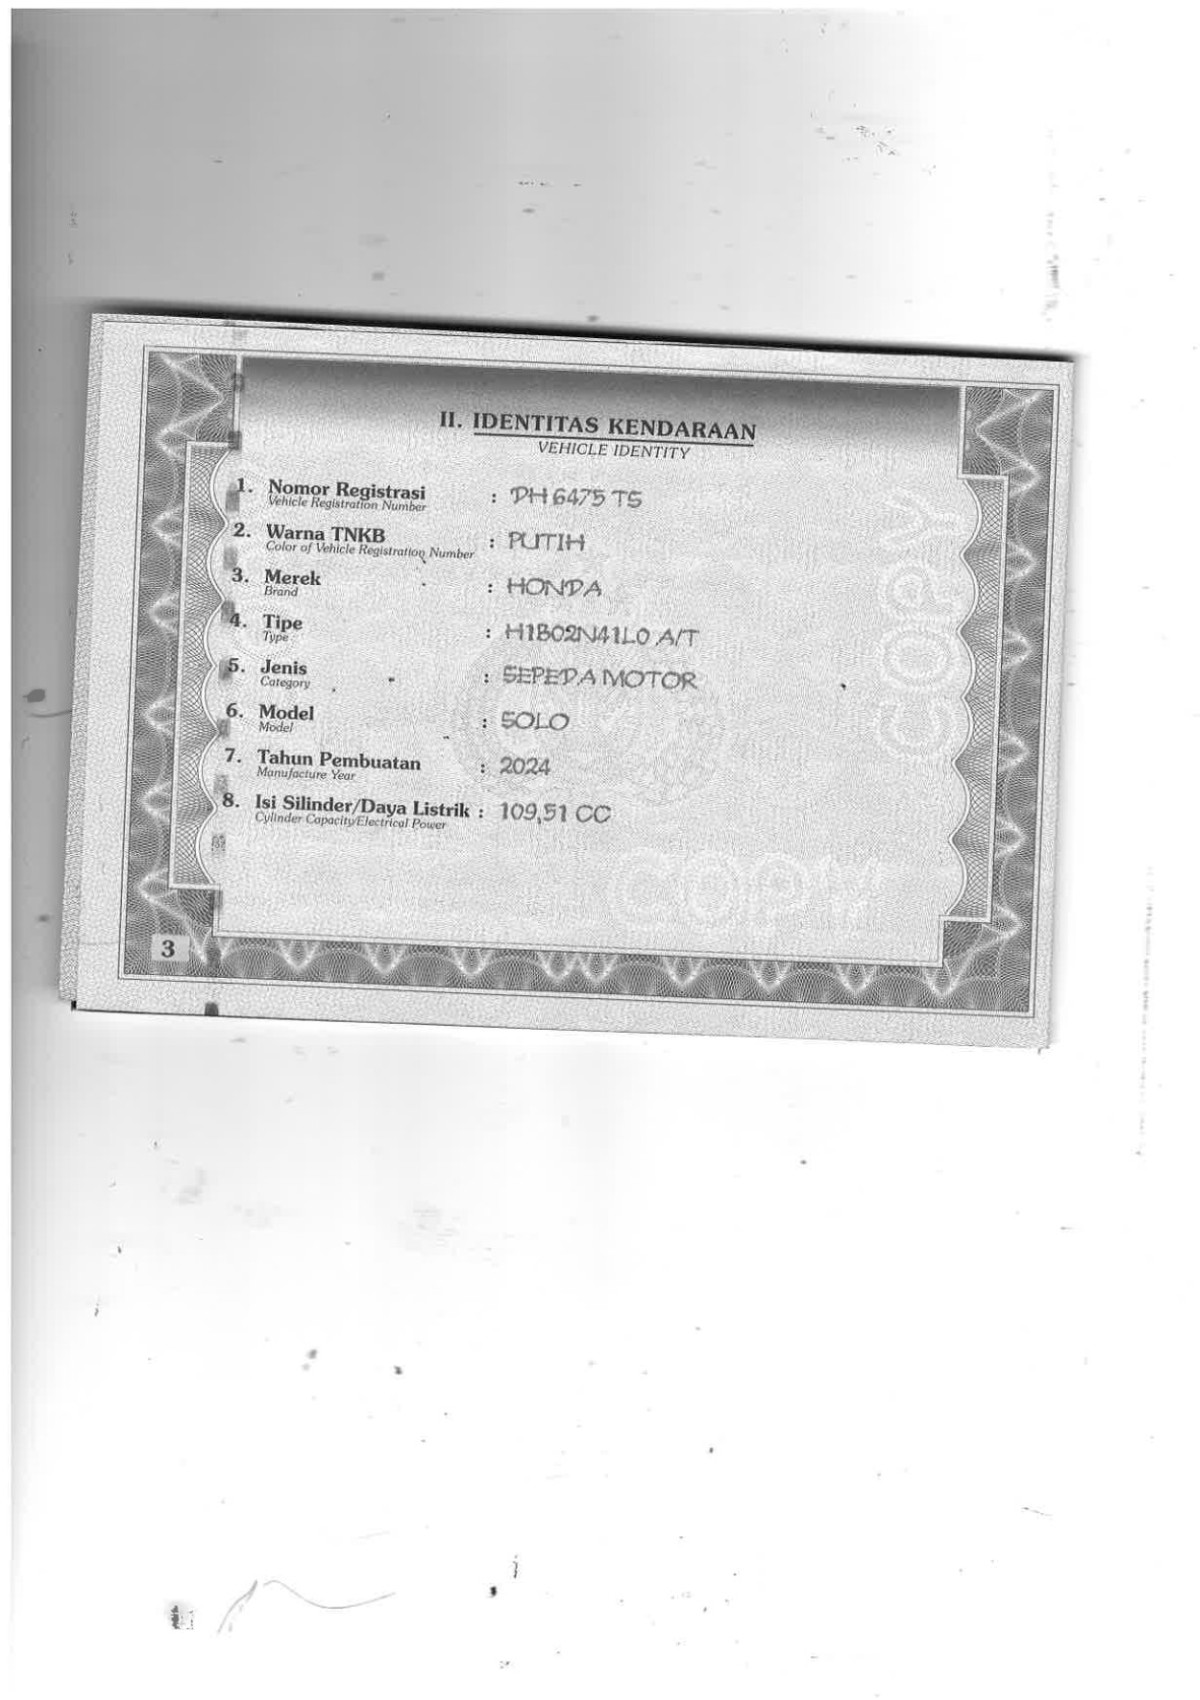 II. IDENTITAS KENDARAAN
VEHICLE IDENTITY
1. Nomor Registrasi : DH 6475 TS
Vehicle Registration Number
2. Warna TNKB : PUTIH
Color of Vehicle Registration Number
3. Merek : HONDA
Brand
4. Tipe : H1B02N41L0 A/T
Type
5. Jenis : SEPEDA MOTOR
Category
6. Model : SOLO
Model
7. Tahun Pembuatan : 2024
Manufacture Year
8. Isi Silinder/Daya Listrik : 109,51 CC
Cylinder Capacity/Electrical Power
COPY
COPY
3